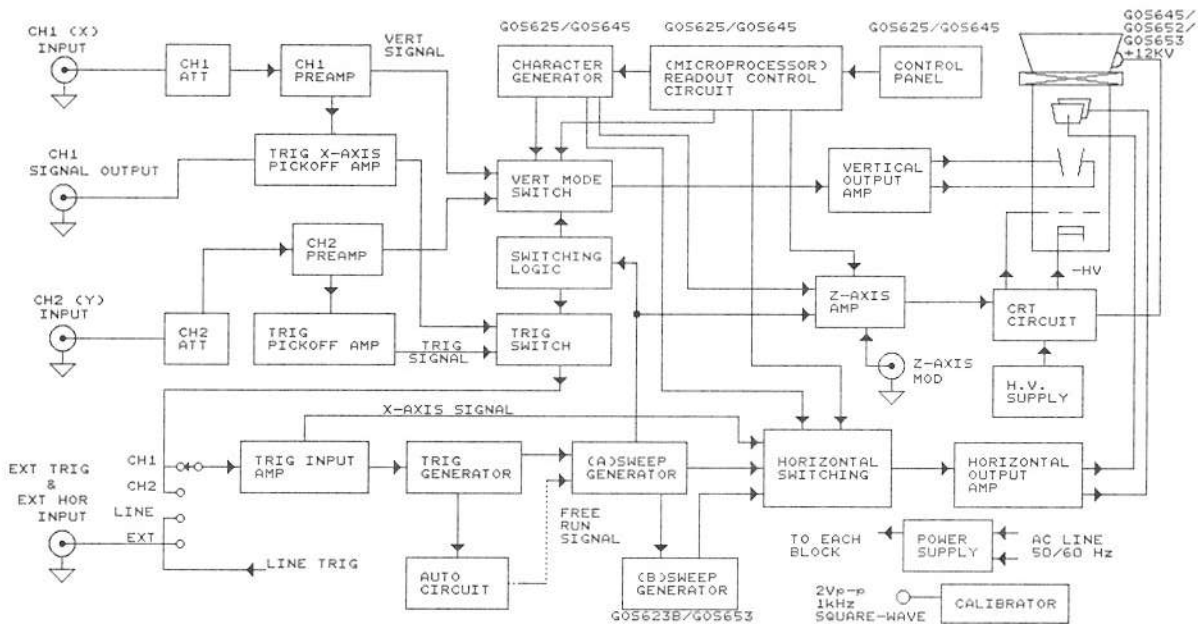 GOS625/GOS645
GOS625/GOS645
GOS625/GOS645
GOS645/
GOS652/
GOS653
+12KV
CH1 (X)
INPUT
VERT
SIGNAL
CH1
ATT
CH1
PREAMP
CHARACTER
GENERATOR
(MICROPROCESSOR)
READOUT CONTROL
CIRCUIT
CONTROL
PANEL
CH1
SIGNAL OUTPUT
TRIG X-AXIS
PICKOFF AMP
VERT MODE
SWITCH
VERTICAL
OUTPUT
AMP
CH2
PREAMP
SWITCHING
LOGIC
-HV
CH2 (Y)
INPUT
CH2
ATT
TRIG
PICKOFF AMP
TRIG
SIGNAL
TRIG
SWITCH
Z-AXIS
AMP
CRT
CIRCUIT
Z-AXIS
MOD
H.V.
SUPPLY
X-AXIS SIGNAL
EXT TRIG
&
EXT HOR
INPUT
CH1
CH2
LINE
EXT
TRIG INPUT
AMP
TRIG
GENERATOR
(A)SWEEP
GENERATOR
HORIZONTAL
SWITCHING
HORIZONTAL
OUTPUT
AMP
FREE
RUN
SIGNAL
LINE TRIG
AUTO
CIRCUIT
(B)SWEEP
GENERATOR
GOS623B/GOS653
TO EACH
BLOCK
POWER
SUPPLY
AC LINE
50/60 Hz
2Vp-p
1kHz
SQUARE-WAVE
CALIBRATOR